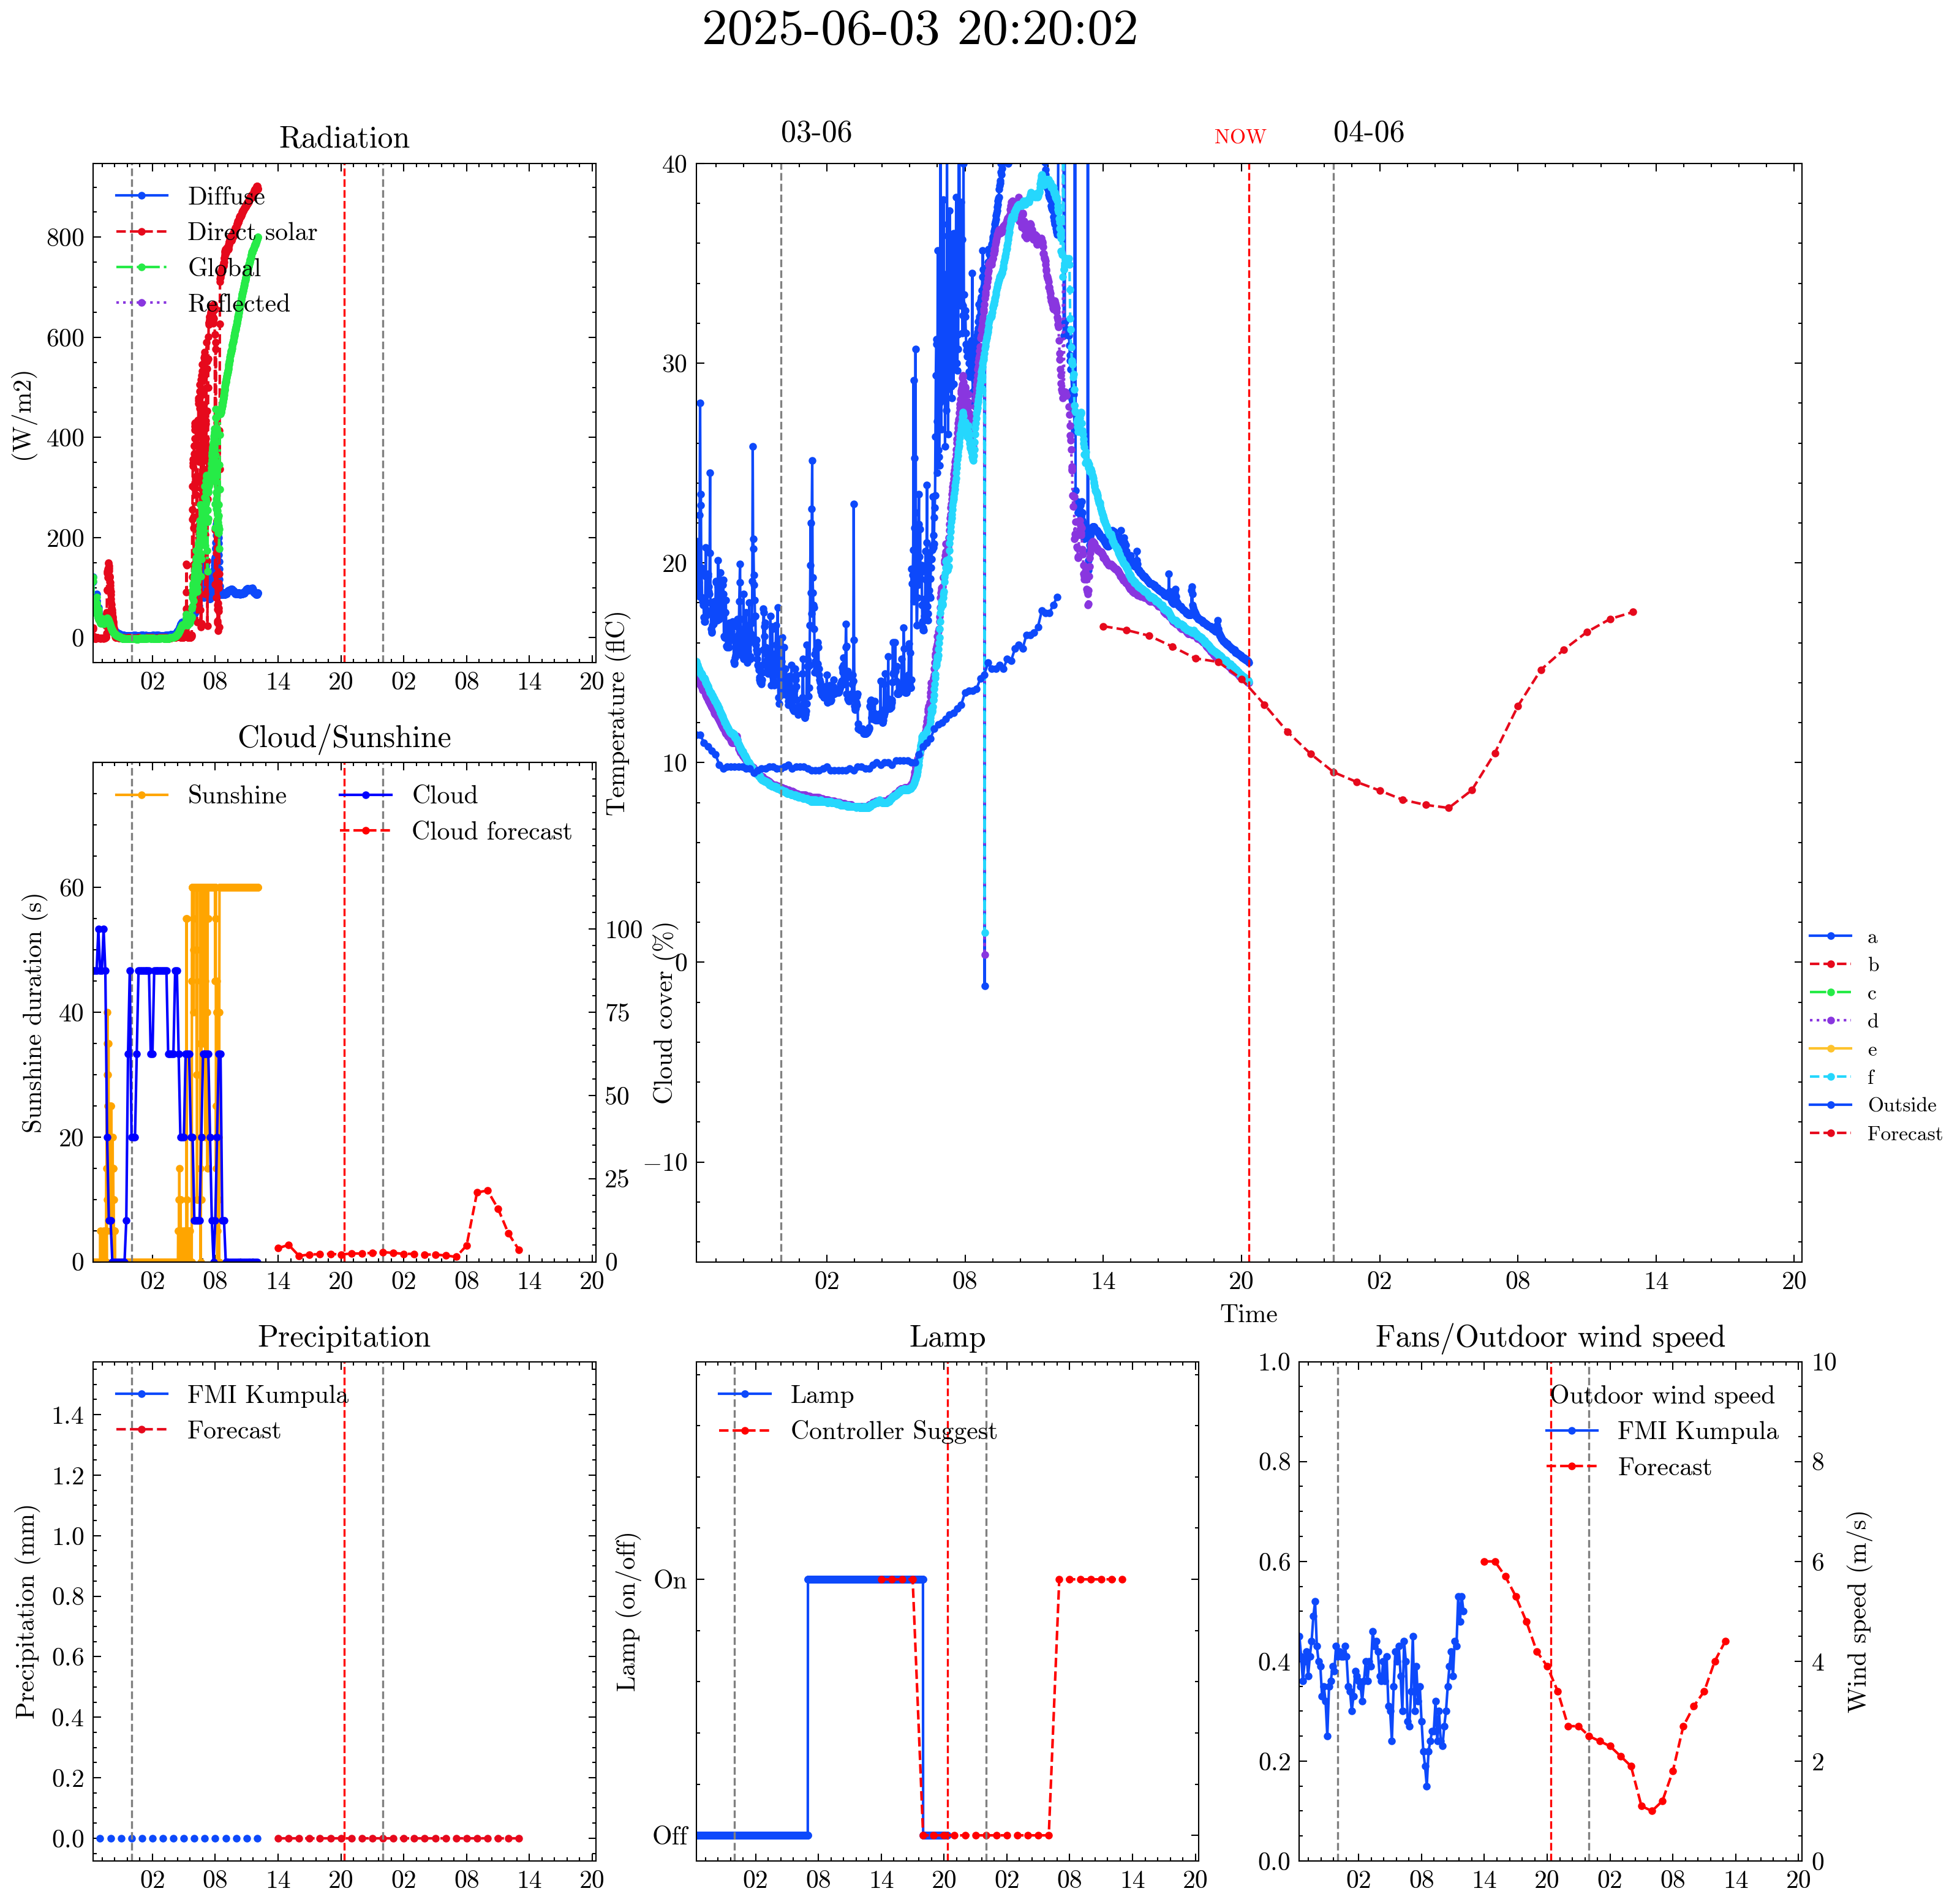 2025-06-03 20:20:02
Radiation
(W/m2)
800
600
400
200
0
Diffuse
Direct solar
Global
Reflected
02 08 14 20 02 08 14 20
03-06
NOW
04-06
Temperature (flC)
40
30
20
10
0
−10
02 08 14 20 02 08 14 20
Time
a
b
c
d
e
f
Outside
Forecast
Cloud/Sunshine
Sunshine duration (s)
60
40
20
0
Sunshine
Cloud
Cloud forecast
100
75
50
25
0
Cloud cover (%)
02 08 14 20 02 08 14 20
Precipitation
Precipitation (mm)
1.4
1.2
1.0
0.8
0.6
0.4
0.2
0.0
FMI Kumpula
Forecast
02 08 14 20 02 08 14 20
Lamp
Lamp (on/off)
On
Off
Lamp
Controller Suggest
02 08 14 20 02 08 14 20
Fans/Outdoor wind speed
1.0
0.8
0.6
0.4
0.2
0.0
Outdoor wind speed
FMI Kumpula
Forecast
10
8
6
4
2
0
Wind speed (m/s)
02 08 14 20 02 08 14 20